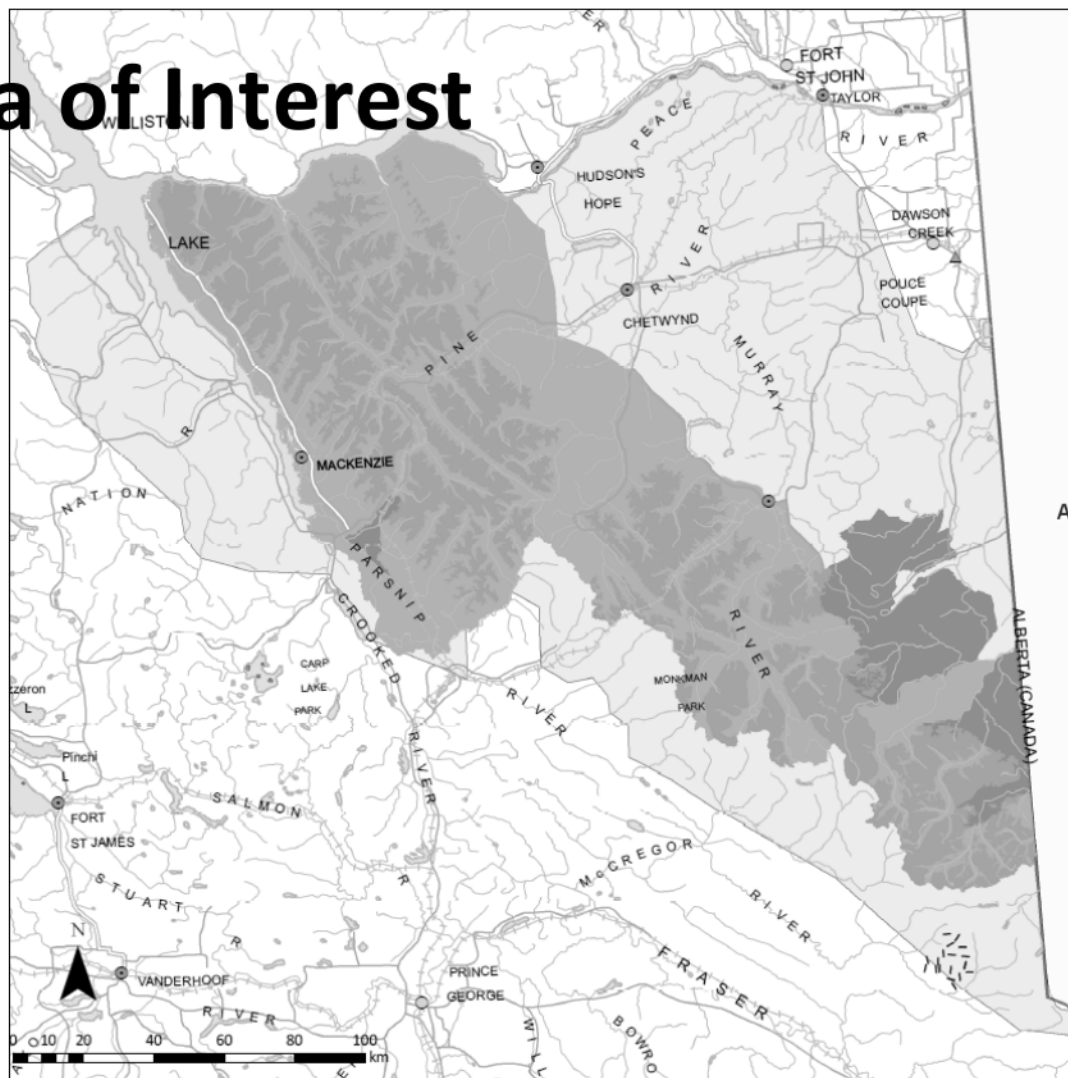 a of Interest
WILLISTON
LAKE
FORT
ST JOHN
TAYLOR
PEACE
RIVER
HUDSON'S
HOPE
DAWSON
CREEK
RIVER
POUCE
COUPE
CHETWYND
PINE
MURRAY
R
MACKENZIE
NATION
PARSNIP
CROOKED
CARP
LAKE
PARK
RIVER
RIVER
MONKMAN
PARK
RIVER
ALBERTA (CANADA)
A
zzeron
L
Pinchi
L
FORT
ST JAMES
SALMON
R
STUART
R
McGREGOR
RIVER
N
VANDERHOOF
RIVER
PRINCE
GEORGE
FRASER
WILL
BOWRO
0 10 20 40 60 80 100
km